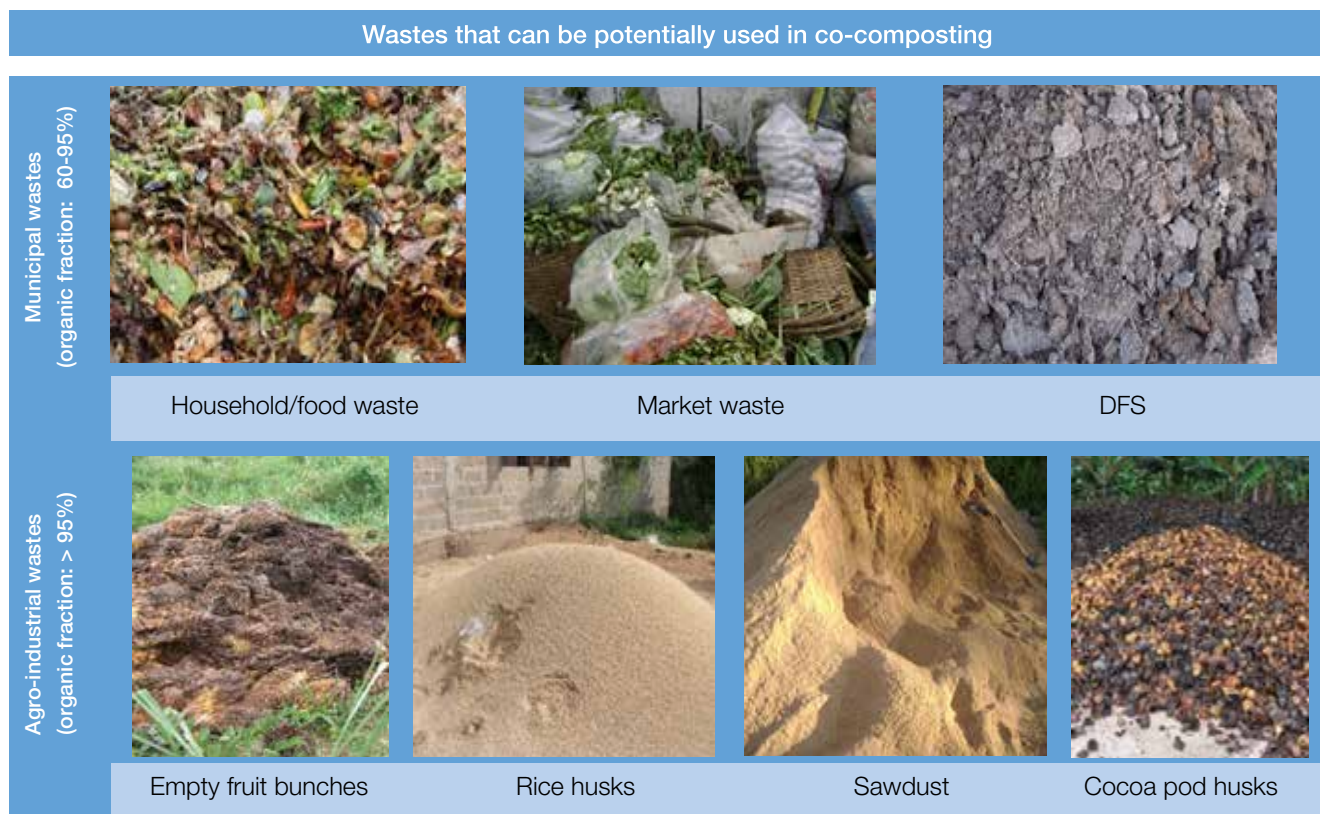 Wastes that can be potentially used in co-composting
Municipal wastes
(organic fraction: 60-95%)
Household/food waste
Market waste
DFS
Agro-industrial wastes
(organic fraction: > 95%)
Empty fruit bunches
Rice husks
Sawdust
Cocoa pod husks